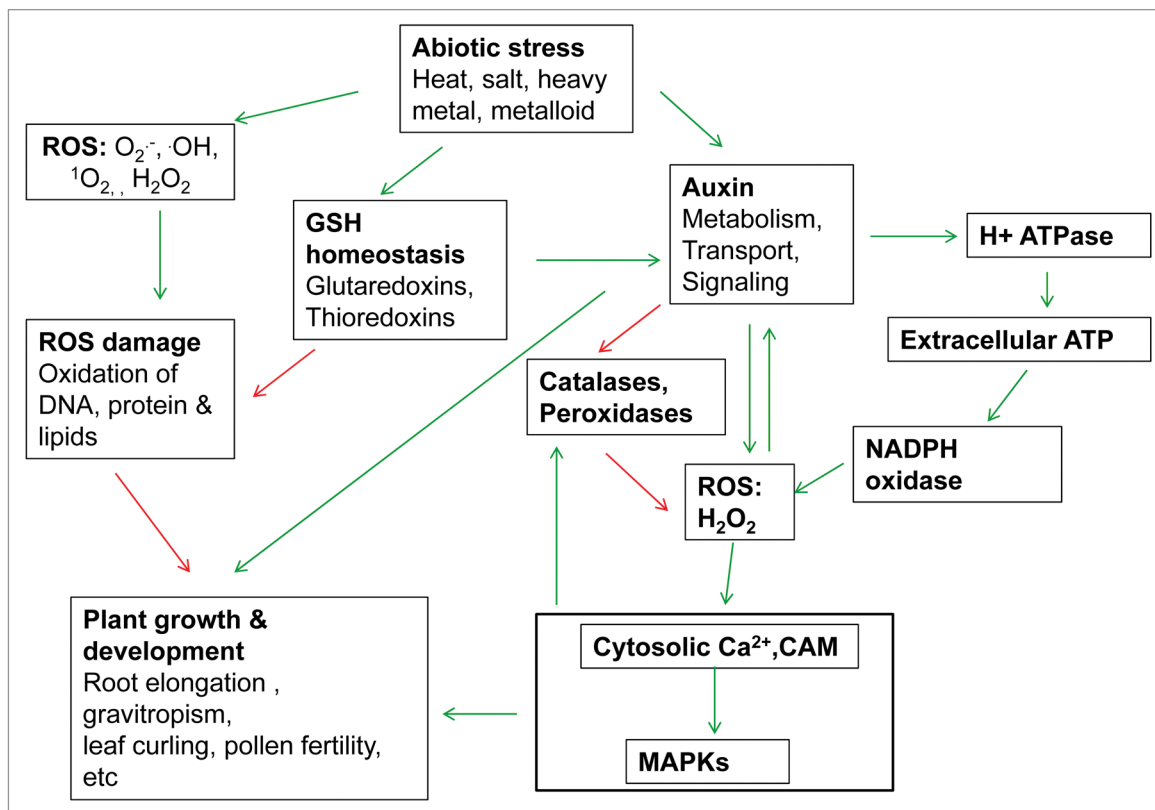 Abiotic stress
Heat, salt, heavy
metal, metalloid
ROS: O₂·⁻, ·OH,
¹O₂, , H₂O₂
GSH
homeostasis
Glutaredoxins,
Thioredoxins
Auxin
Metabolism,
Transport,
Signaling
H+ ATPase
ROS damage
Oxidation of
DNA, protein &
lipids
Extracellular ATP
Catalases,
Peroxidases
NADPH
oxidase
ROS:
H₂O₂
Plant growth &
development
Root elongation ,
gravitropism,
leaf curling, pollen fertility,
etc
Cytosolic Ca²⁺,CAM
MAPKs